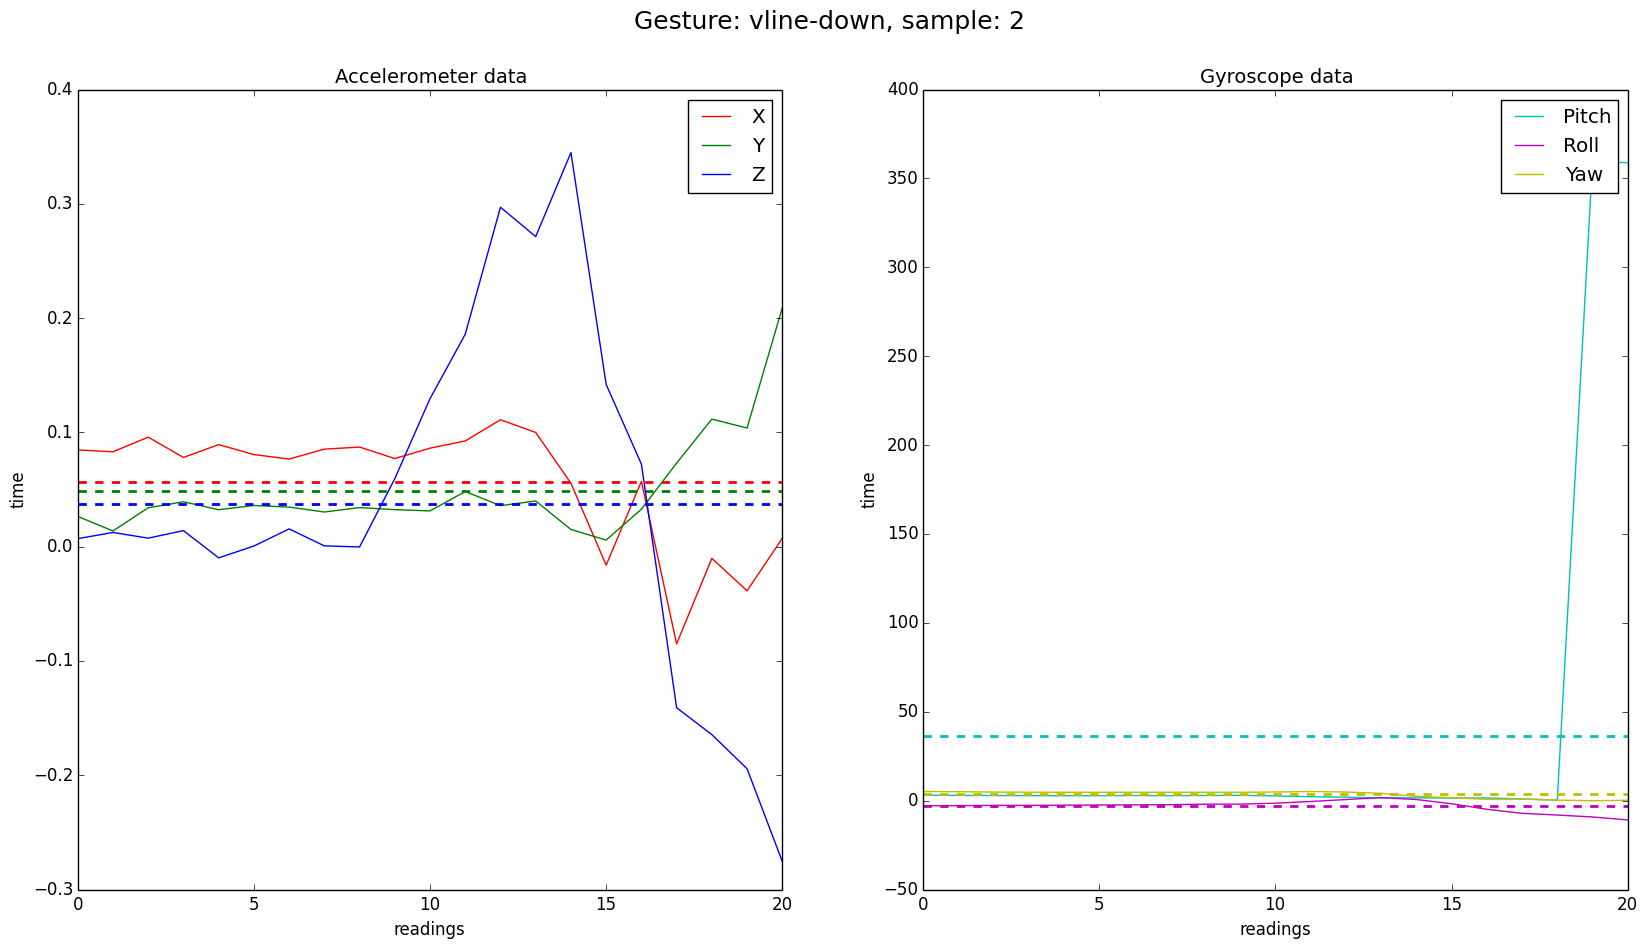 Gesture: vline-down, sample: 2
Accelerometer data
0.4
0.3
0.2
0.1
0.0
−0.1
−0.2
−0.3
time
0
5
10
15
20
readings
X
Y
Z
Gyroscope data
400
350
300
250
200
150
100
50
0
−50
time
0
5
10
15
20
readings
Pitch
Roll
Yaw